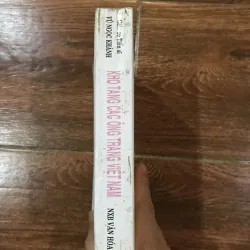 VŨ NGỌC KHÁNH
KHO TÀNG CÁC ÔNG TRẠNG VIỆT NAM
NXB VĂN HÓA